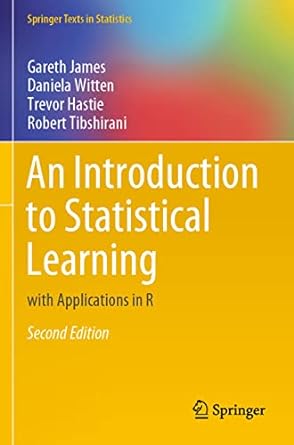 Springer Texts in Statistics
Gareth James
Daniela Witten
Trevor Hastie
Robert Tibshirani
An Introduction
to Statistical
Learning
with Applications in R
Second Edition
Springer